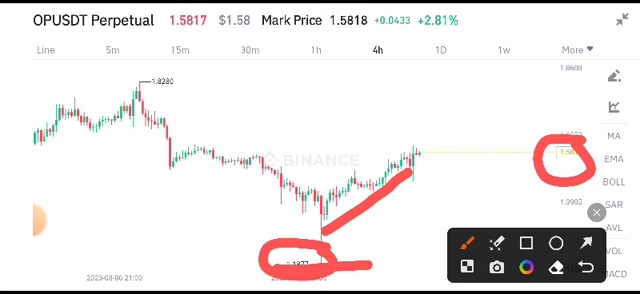 OPUSDT Perpetual 1.5817 $1.58 Mark Price 1.5818 +0.0433 +2.81%
Line 5m 15m 30m 1h 4h 1D 1w More
1.8280
1.8600
MA
EMA
BOLL
SAR
AVL
VOL
MACD
BINANCE
1.3905
2023-08-06 21:00